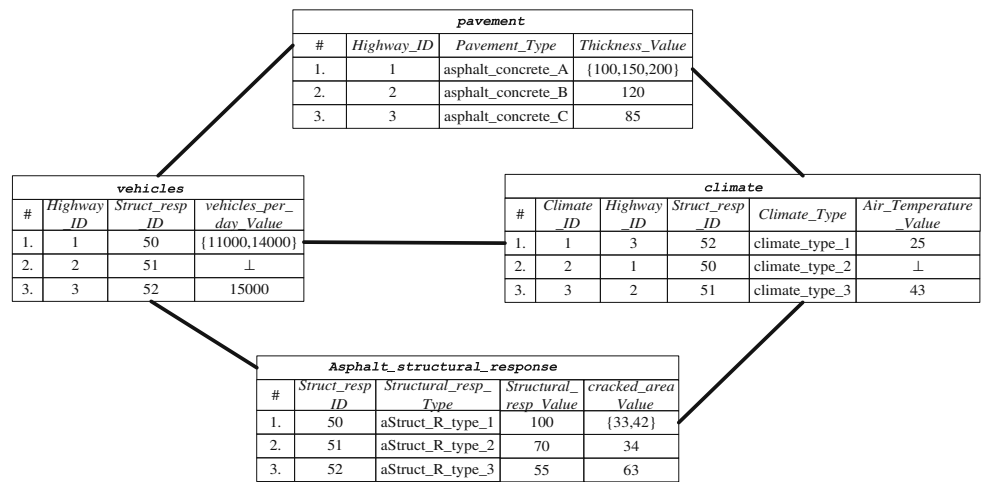 pavement
# Highway_ID Pavement_Type Thickness_Value
1. 1 asphalt_concrete_A {100,150,200}
2. 2 asphalt_concrete_B 120
3. 3 asphalt_concrete_C 85
vehicles
# Highway _ID Struct_resp _ID vehicles_per_ day_Value
1. 1 50 {11000,14000}
2. 2 51 ⊥
3. 3 52 15000
climate
# Climate _ID Highway _ID Struct_resp _ID Climate_Type Air_Temperature _Value
1. 1 3 52 climate_type_1 25
2. 2 1 50 climate_type_2 ⊥
3. 3 2 51 climate_type_3 43
Asphalt_structural_response
# Struct_resp ID Structural_resp_ Type Structural_ resp_Value cracked_area Value
1. 50 aStruct_R_type_1 100 {33,42}
2. 51 aStruct_R_type_2 70 34
3. 52 aStruct_R_type_3 55 63